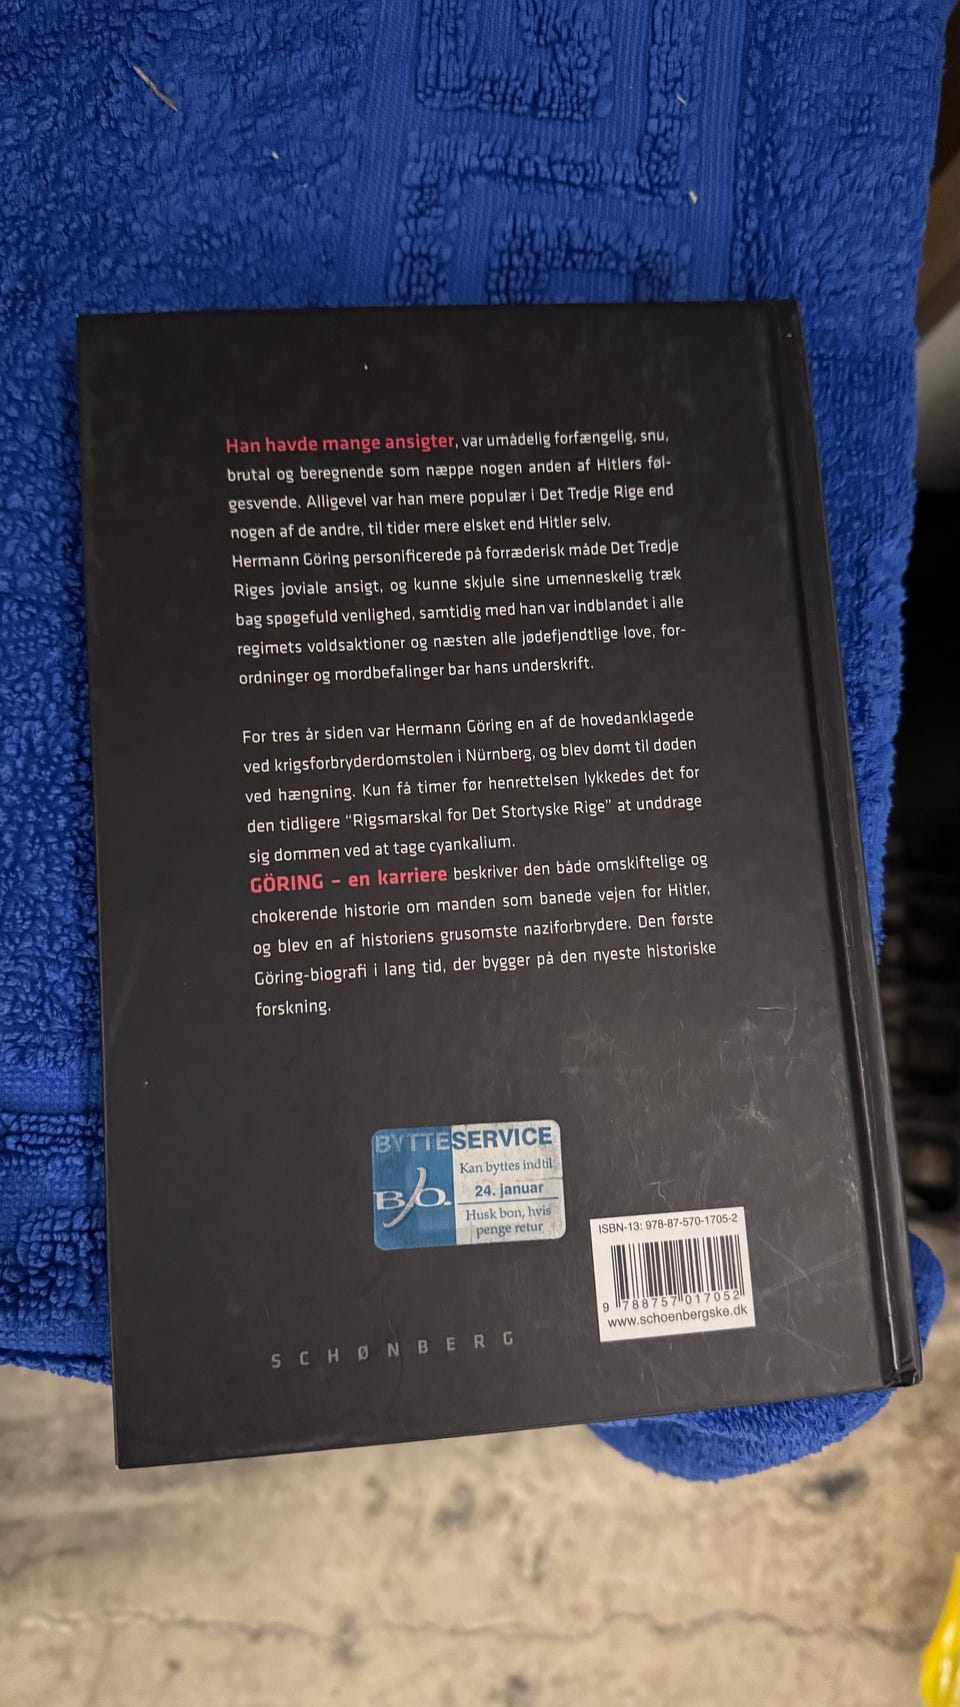 Han havde mange ansigter, var umådelig forfængelig, snu,
brutal og beregnende som næppe nogen anden af Hitlers føl-
gesvende. Alligevel var han mere populær i Det Tredje Rige end
nogen af de andre, til tider mere elsket end Hitler selv.
Hermann Göring personificerede på forræderisk måde Det Tredje
Riges joviale ansigt, og kunne skjule sine umenneskelig træk
bag spøgefuld venlighed, samtidig med han var indblandet i alle
regimets voldsaktioner og næsten alle jødefjendtlige love, for-
ordninger og mordbefalinger bar hans underskrift.
For tres år siden var Hermann Göring en af de hovedanklagede
ved krigsforbryderdomstolen i Nürnberg, og blev dømt til døden
ved hængning. Kun få timer før henrettelsen lykkedes det for
den tidligere "Rigsmarskal for Det Stortyske Rige" at unddrage
sig dommen ved at tage cyankalium.
GÖRING – en karriere beskriver den både omskiftelige og
chokerende historie om manden som banede vejen for Hitler,
og blev en af historiens grusomste naziforbrydere. Den første
Göring-biografi i lang tid, der bygger på den nyeste historiske
forskning.
BYTTESERVICE
B/O.
Kan byttes indtil
24. januar
Husk bon, hvis
penge retur
ISBN-13: 978-87-570-1705-2
9 788757 017052
www.schoenbergske.dk
SCHØNBERG